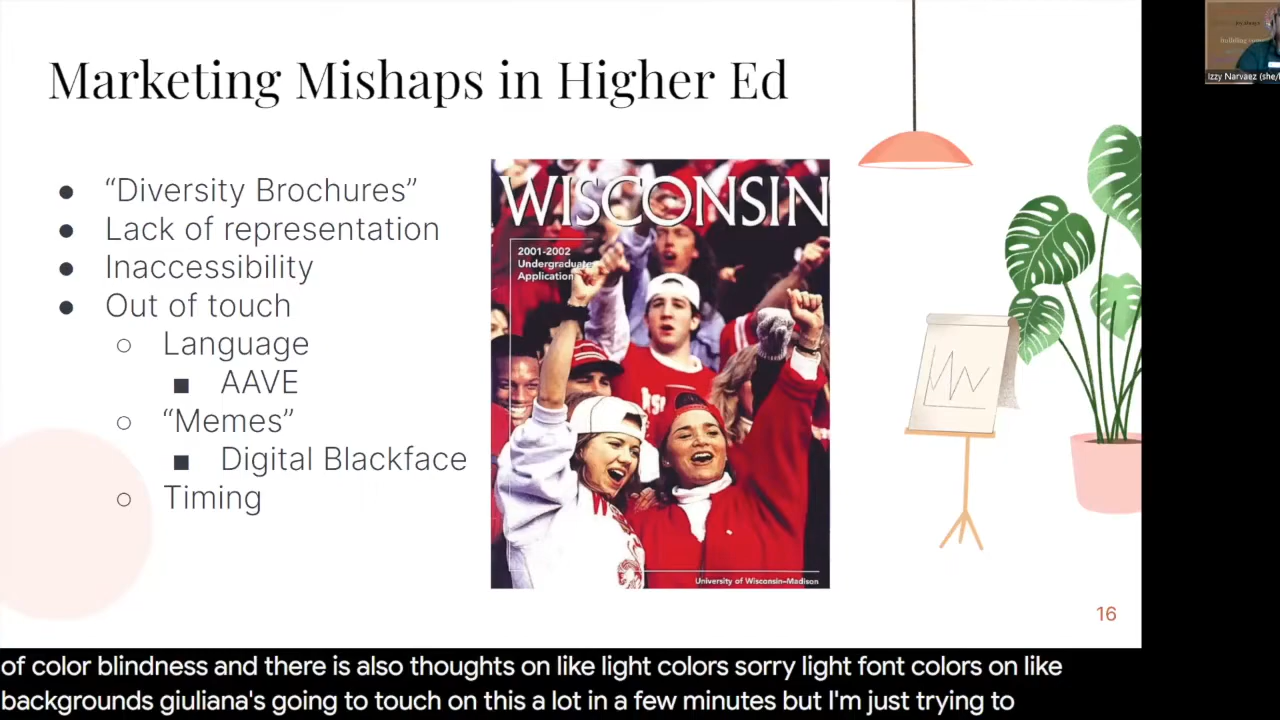 Marketing Mishaps in Higher Ed
“Diversity Brochures”
Lack of representation
Inaccessibility
Out of touch
Language
AAVE
“Memes”
Digital Blackface
Timing
WISCONSIN
2001-2002
Undergraduate
Application
University of Wisconsin–Madison
16
Izzy Narvaez (she/
of color blindness and there is also thoughts on like light colors sorry light font colors on like
backgrounds giuliana's going to touch on this a lot in a few minutes but I'm just trying to